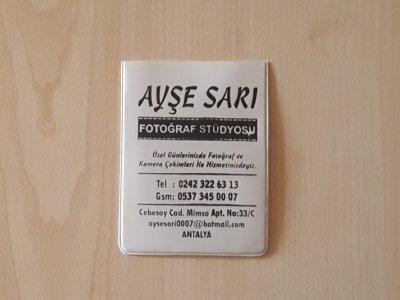 AYŞE SARI
FOTOĞRAF STÜDYOSU
Özel Günlerinizde Fotoğraf ve
Kamera Çekimleri İle Hizmetinizdeyiz.
Tel : 0242 322 63 13
Gsm: 0537 345 00 07
Cebesoy Cad. Mimsa Apt. No:33/C
aysesari0007@hotmail.com
ANTALYA